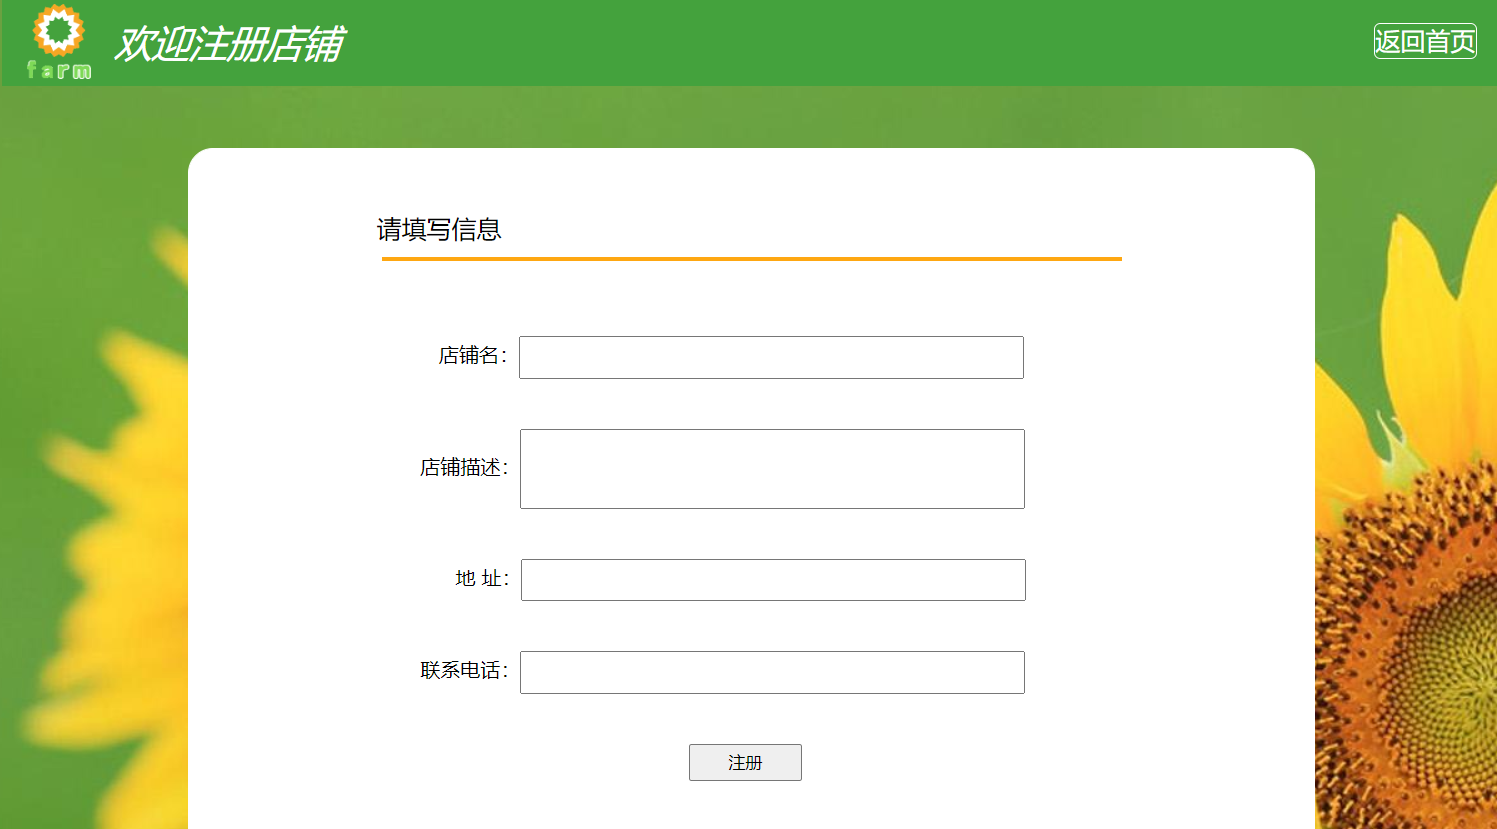 farm
欢迎注册店铺
返回首页
请填写信息
店铺名：
店铺描述：
地 址：
联系电话：
注册